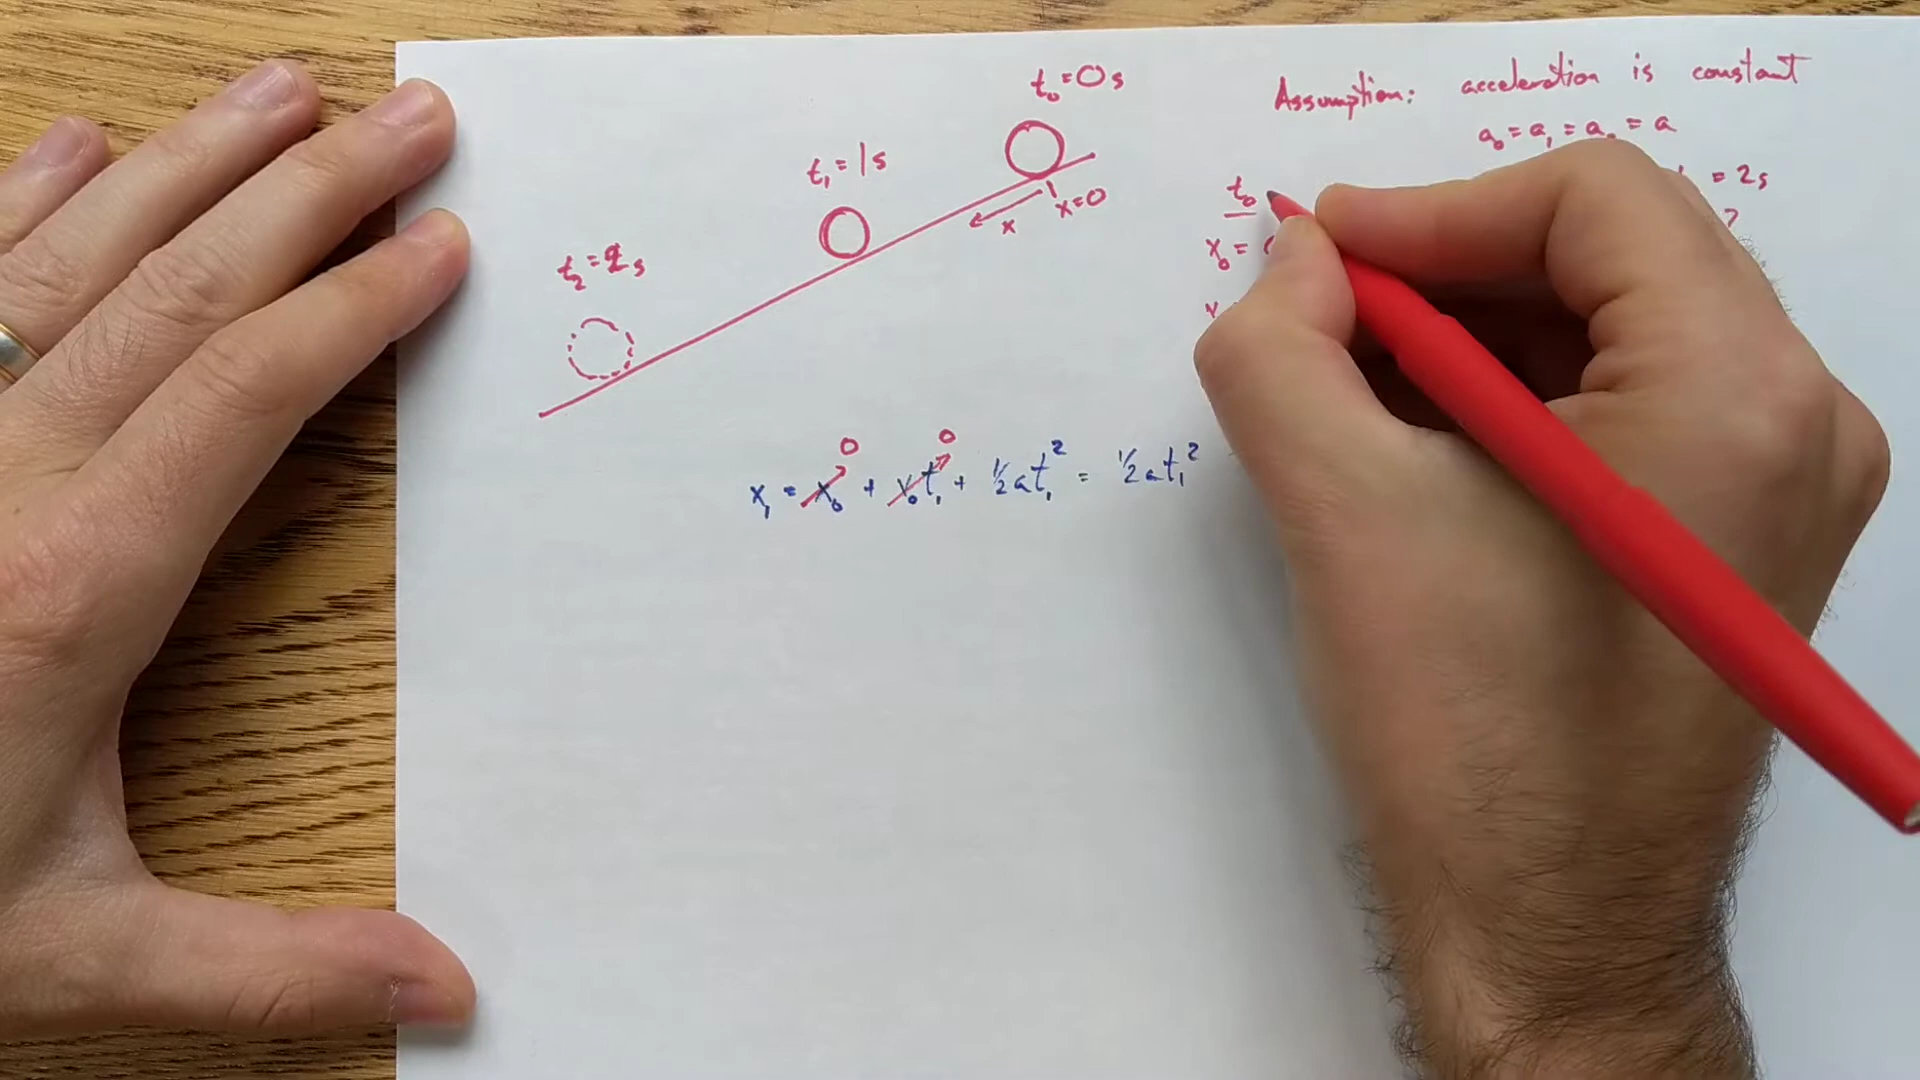 t₀=0s
Assumption: acceleration is constant
a₀ = a₁ = a = a
t₁=1s
t₀
= 2s
x=0
x
x₀ =
?
t₂=2s
v
x₁ = x₀ 0 + v₀t₁ 0 + ½at₁² = ½at₁²